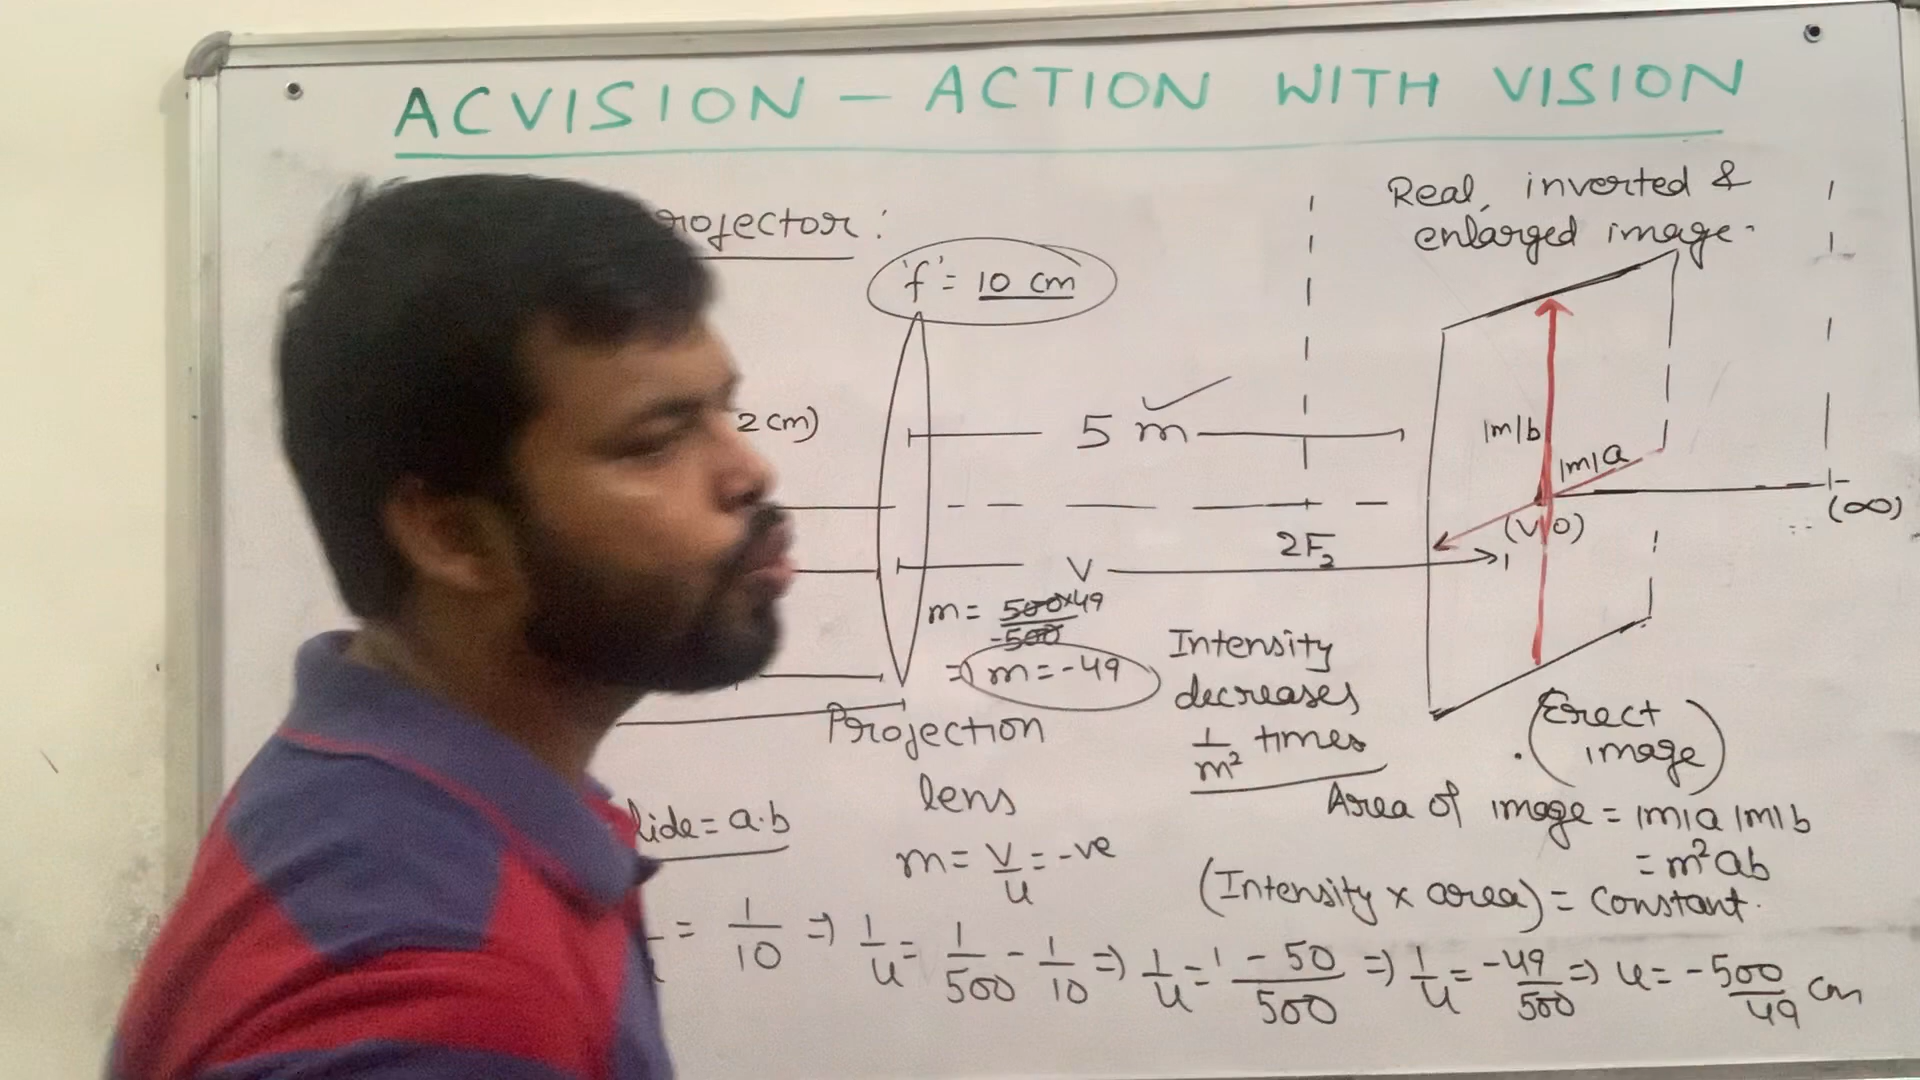 ACVISION – ACTION WITH VISION
rojector:
'f' = 10 cm
Real, inverted &
enlarged image.
2 cm)
5 m
|m|b
|m|a
(v,0)
(∞)
2F₂
v
m = 500×49
-500
=) m = -49
Intensity
decreases
1/m² times
Projection
lens
(Erect
image)
lide = a.b
m = v/u = -ve
Area of image = |m|a |m|b
= m²ab
(Intensity × area) = Constant.
= 1/10 => 1/u = 1/500 - 1/10 => 1/u = 1 - 50/500 => 1/u = -49/500 => u = -500/49 cm